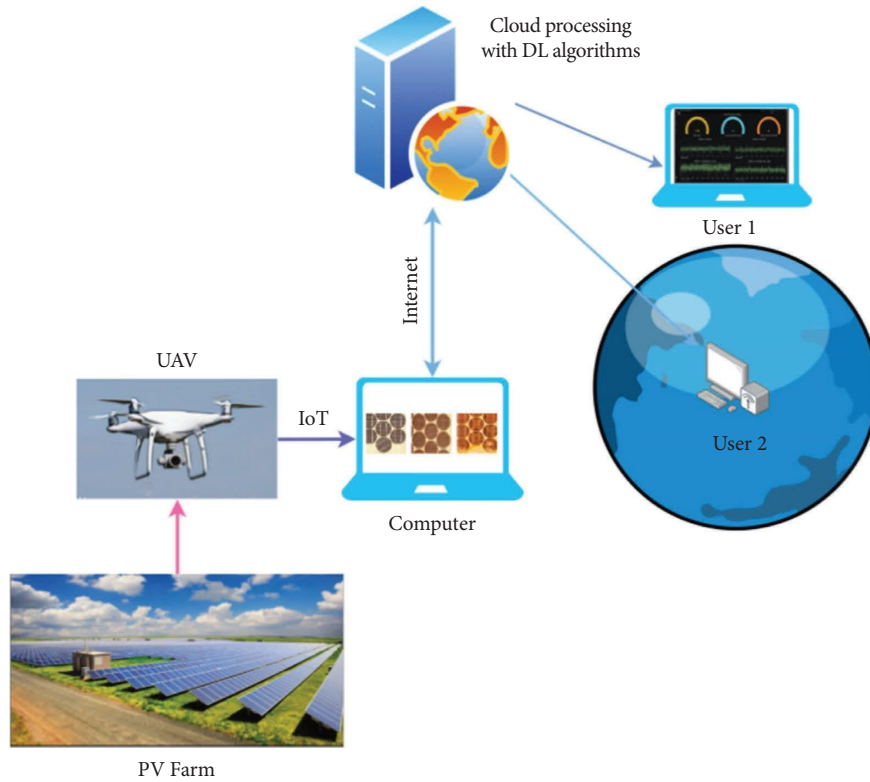 Cloud processing
with DL algorithms
User 1
Internet
UAV
IoT
User 2
Computer
PV Farm